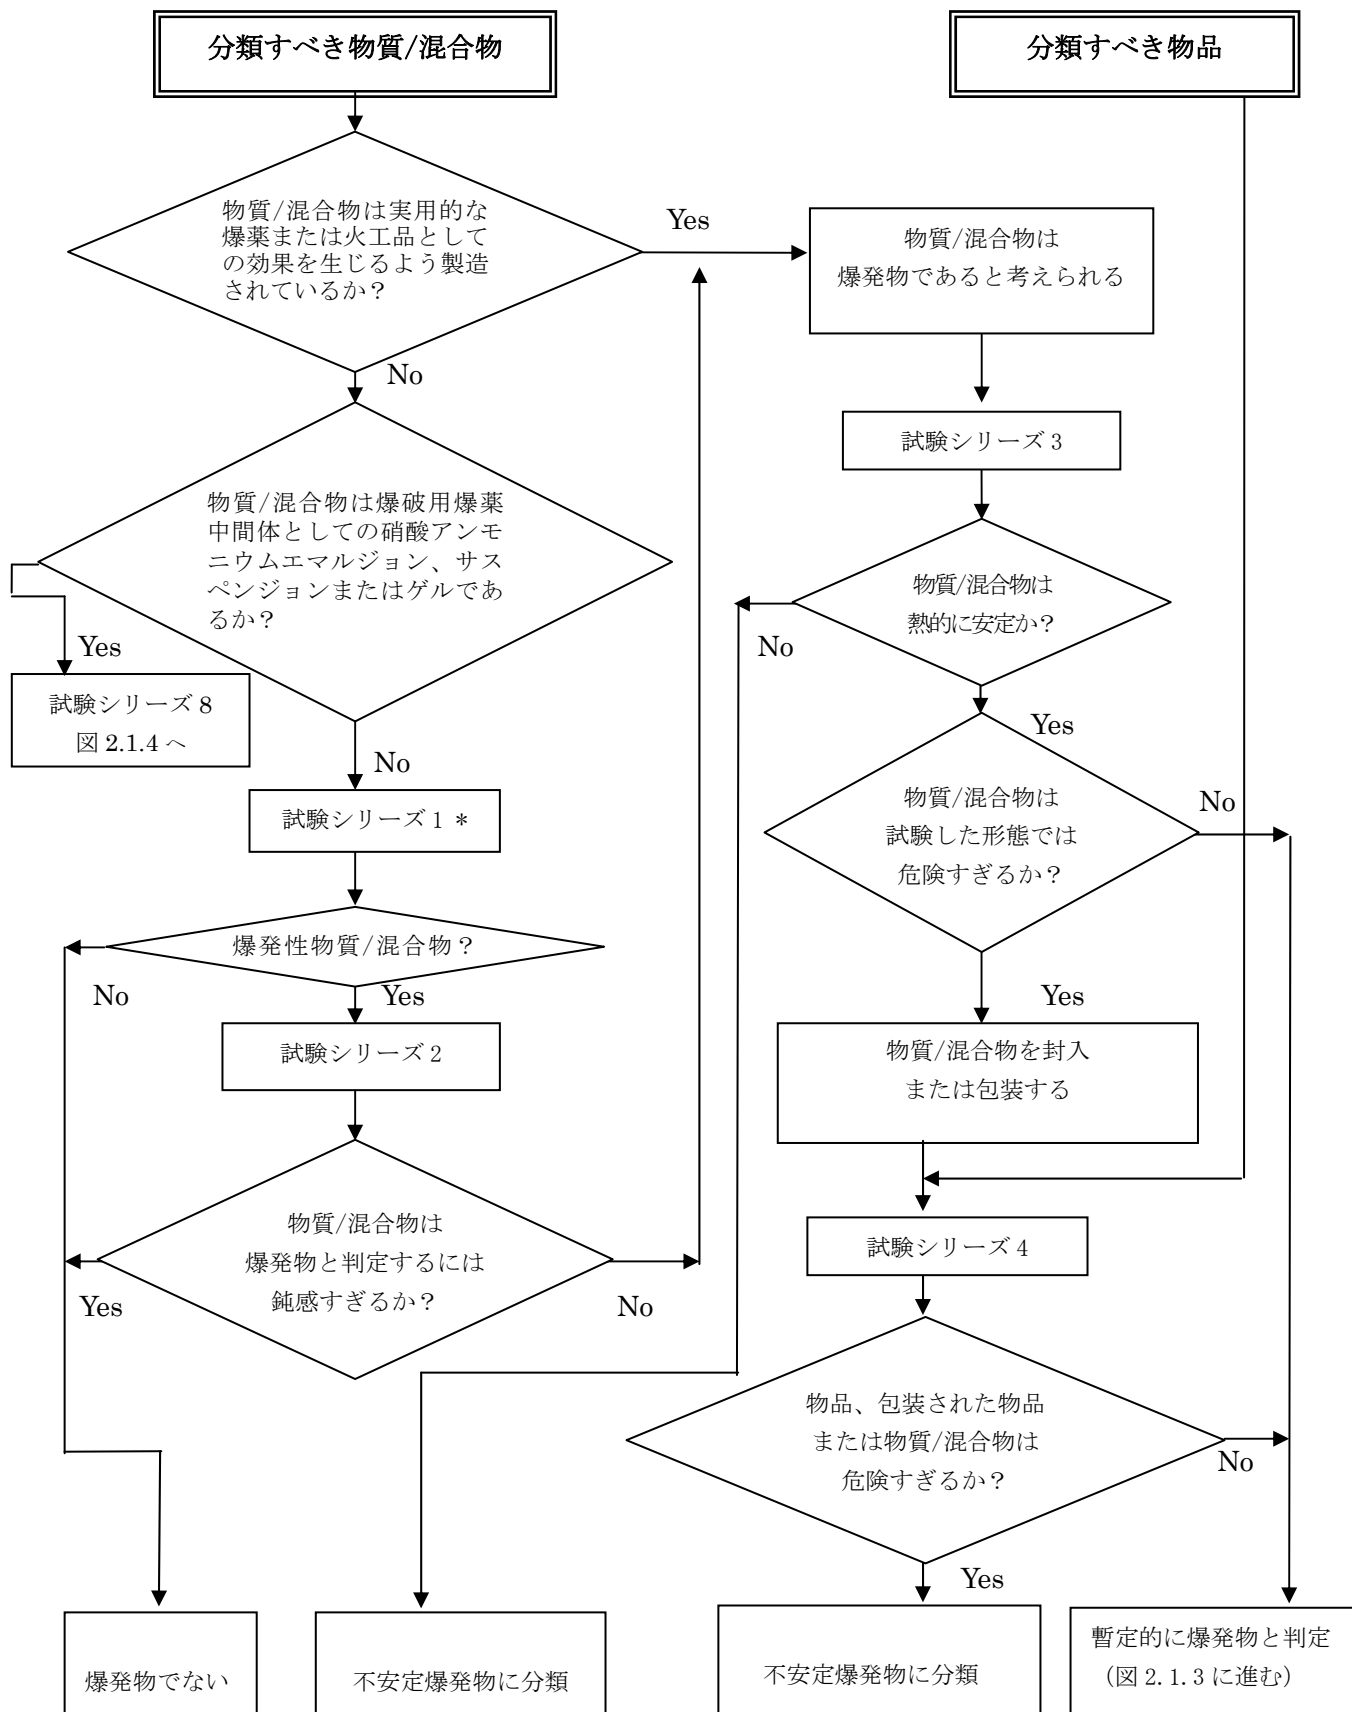 分類すべき物質/混合物
分類すべき物品
物質/混合物は実用的な
爆薬または火工品として
の効果を生じるよう製造
されているか？
Yes
物質/混合物は
爆発物であると考えられる
No
試験シリーズ 3
物質/混合物は爆破用爆薬
中間体としての硝酸アンモ
ニウムエマルジョン、サス
ペンジョンまたはゲルであ
るか？
物質/混合物は
熱的に安定か？
No
Yes
試験シリーズ 8
図 2.1.4 へ
Yes
No
物質/混合物は
試験した形態では
危険すぎるか？
No
試験シリーズ 1 *
爆発性物質/混合物？
No
Yes
Yes
試験シリーズ 2
物質/混合物を封入
または包装する
物質/混合物は
爆発物と判定するには
鈍感すぎるか？
Yes
No
試験シリーズ 4
物品、包装された物品
または物質/混合物は
危険すぎるか？
No
Yes
爆発物でない
不安定爆発物に分類
不安定爆発物に分類
暫定的に爆発物と判定
（図 2.1.3 に進む）